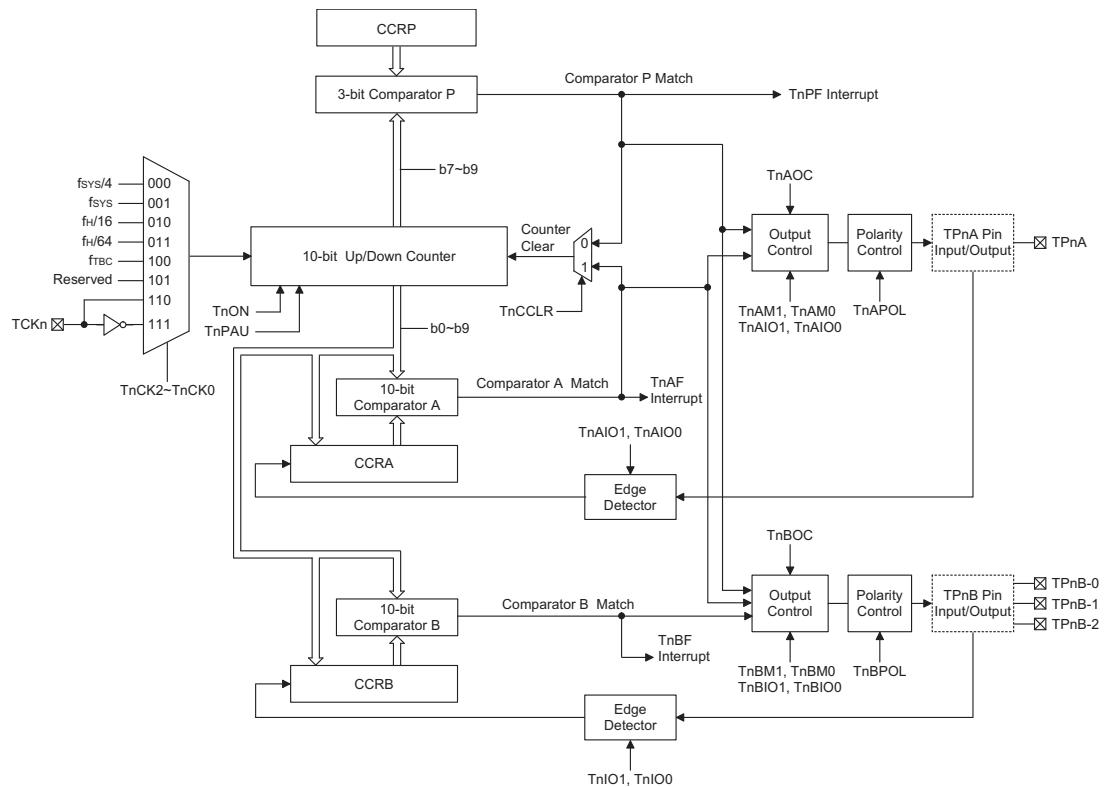 CCRP
3-bit Comparator P
Comparator P Match
TnPF Interrupt
b7~b9
fSYS/4
000
fSYS
001
fH/16
010
fH/64
011
fTBC
100
Reserved
101
110
111
TCKn
TnCK2~TnCK0
10-bit Up/Down Counter
TnON
TnPAU
b0~b9
Counter
Clear
0
1
TnCCLR
TnAOC
Output
Control
Polarity
Control
TPnA Pin
Input/Output
TPnA
TnAM1, TnAM0
TnAIO1, TnAIO0
TnAPOL
10-bit
Comparator A
Comparator A Match
TnAF
Interrupt
CCRA
TnAIO1, TnAIO0
Edge
Detector
TnBOC
10-bit
Comparator B
Comparator B Match
TnBF
Interrupt
Output
Control
Polarity
Control
TPnB Pin
Input/Output
TPnB-0
TPnB-1
TPnB-2
TnBM1, TnBM0
TnBIO1, TnBIO0
TnBPOL
CCRB
Edge
Detector
TnIO1, TnIO0